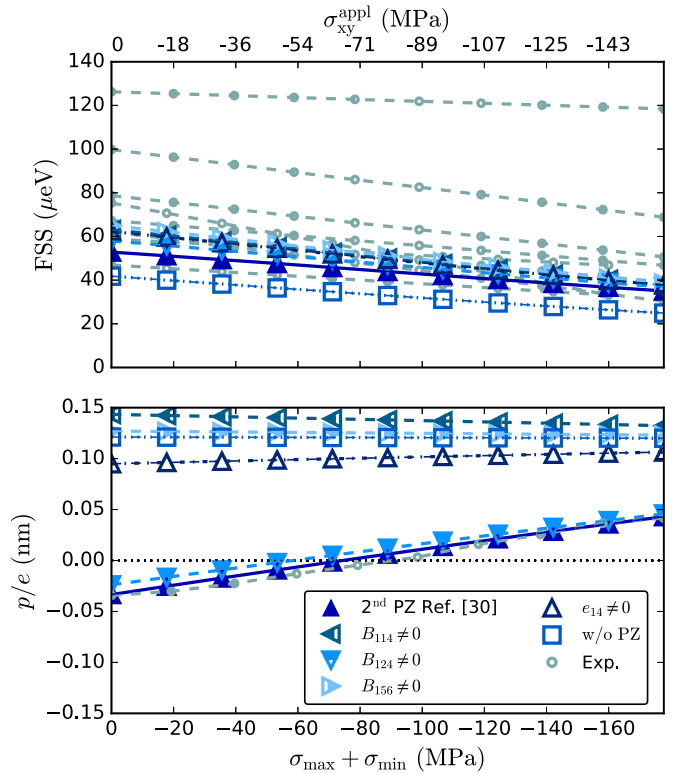 σ_xy^appl (MPa)
0 -18 -36 -54 -71 -89 -107 -125 -143
140
120
100
80
60
40
20
0
FSS (μeV)
0.15
0.10
0.05
0.00
−0.05
−0.10
−0.15
p/e (nm)
2nd PZ Ref. [30]
B114≠0
B124≠0
B156≠0
e14≠0
w/o PZ
Exp.
0 −20 −40 −60 −80 −100 −120 −140 −160
σmax + σmin (MPa)